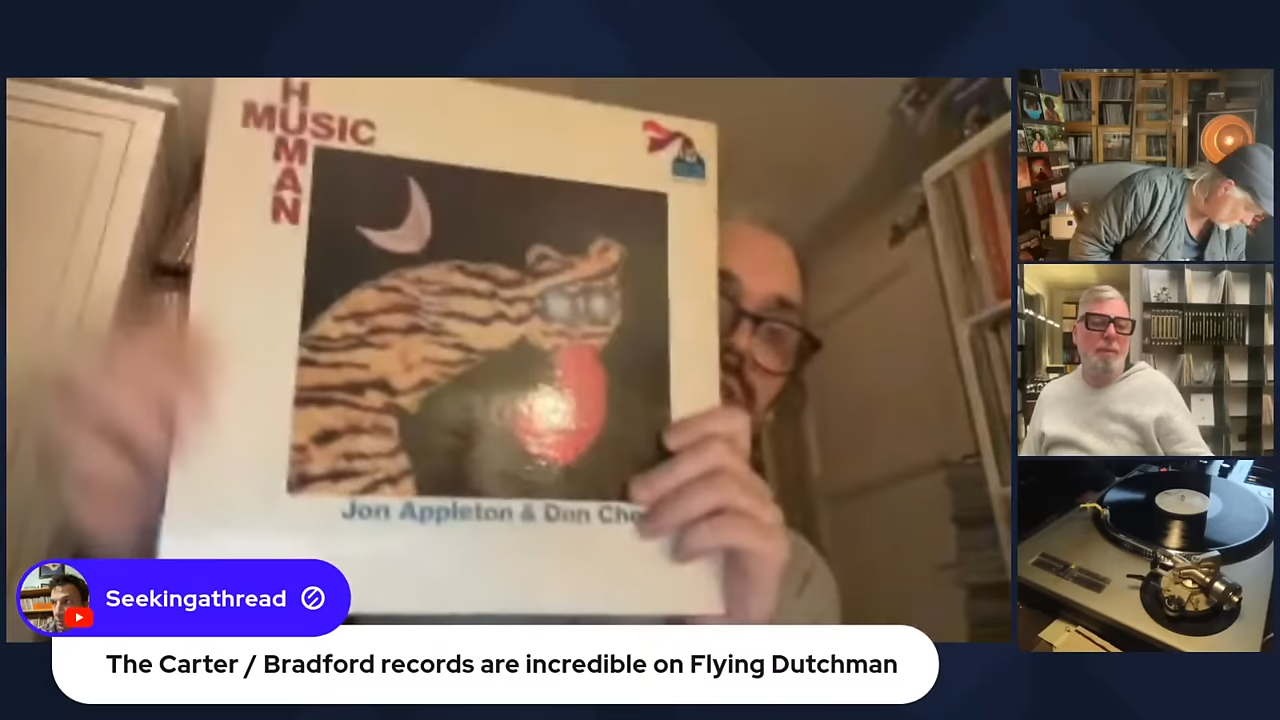 HUMAN
MUSIC
Jon Appleton & Don Che
Seekingathread
The Carter / Bradford records are incredible on Flying Dutchman